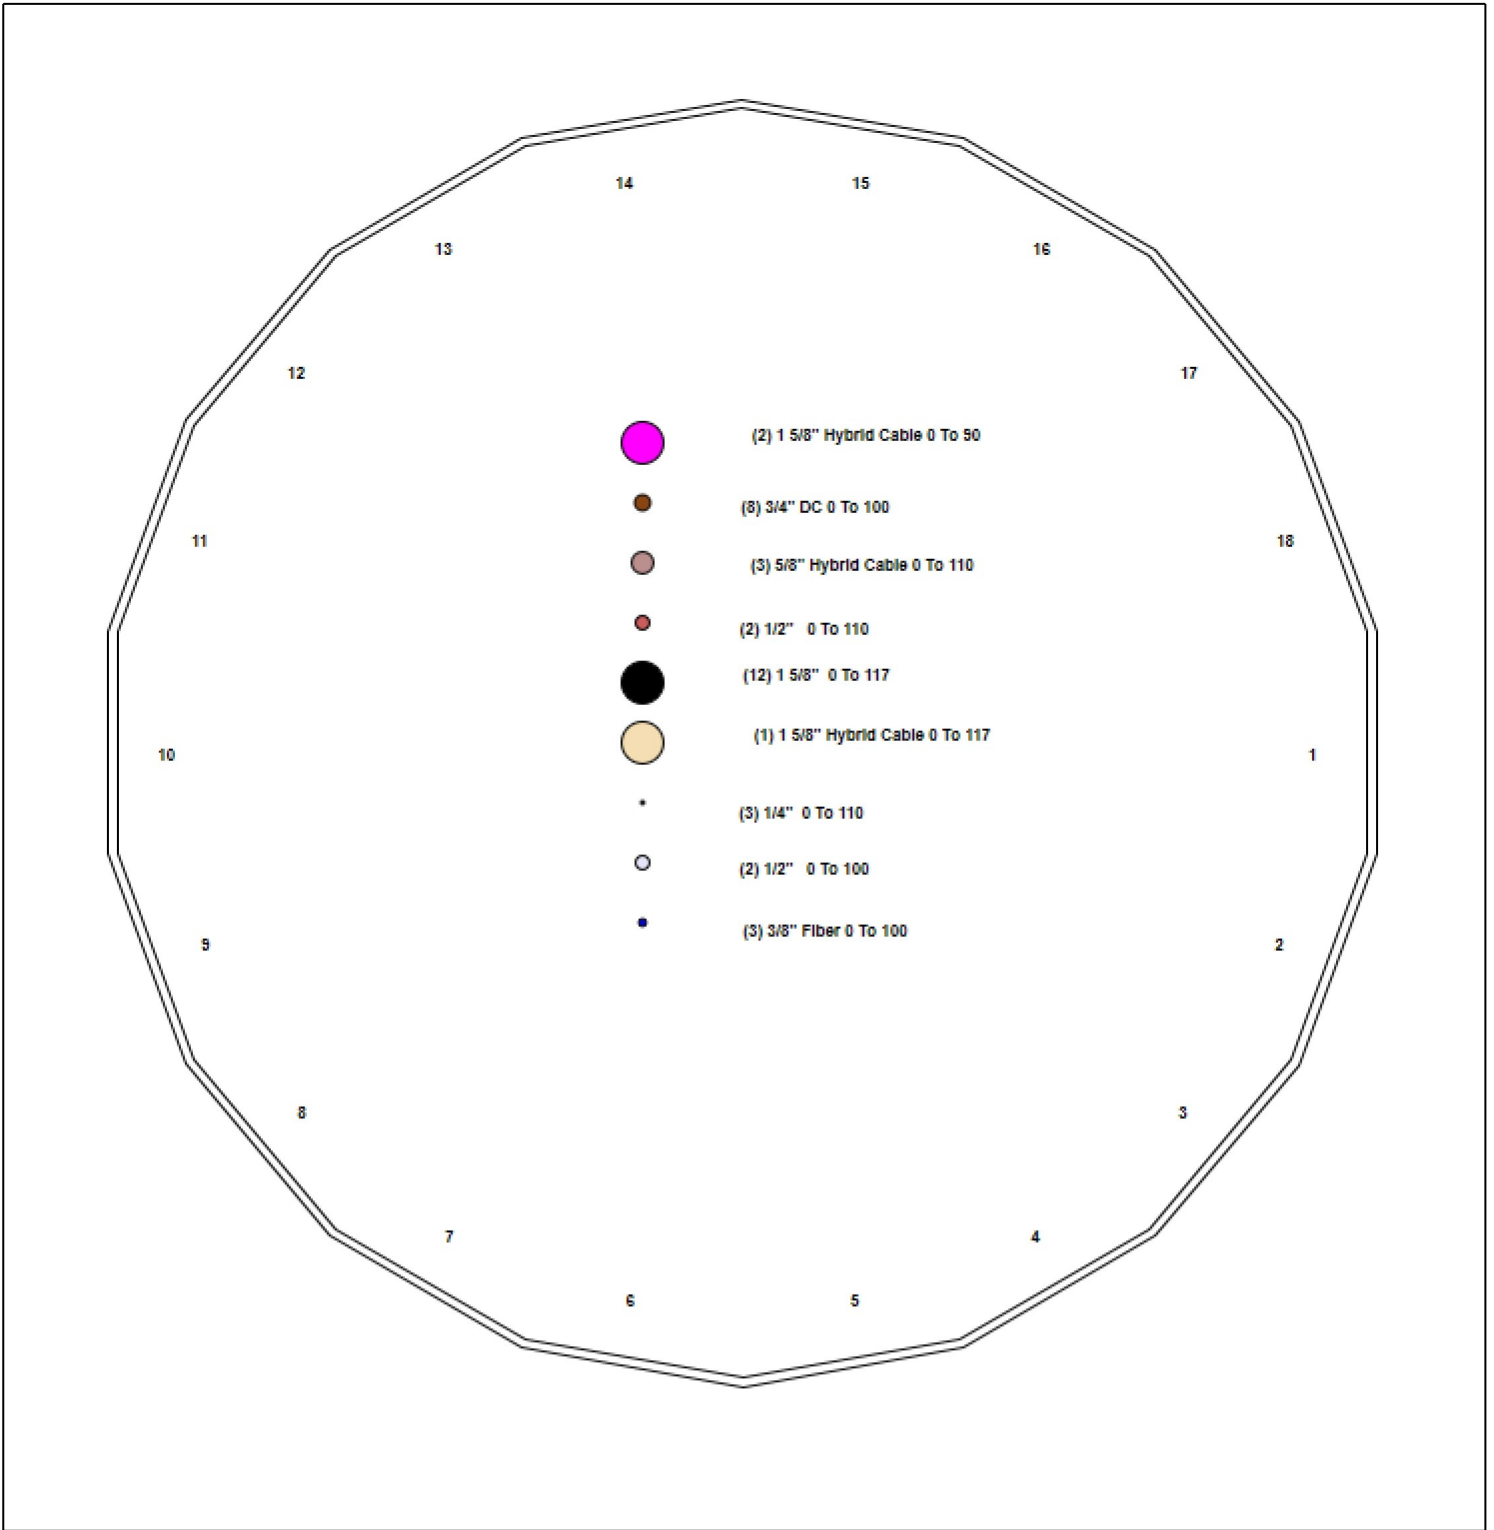 14
15
13
16
12
17
(2) 1 5/8" Hybrid Cable 0 To 90
(8) 3/4" DC 0 To 100
11
18
(3) 5/8" Hybrid Cable 0 To 110
(2) 1/2" 0 To 110
(12) 1 5/8" 0 To 117
(1) 1 5/8" Hybrid Cable 0 To 117
10
1
(3) 1/4" 0 To 110
(2) 1/2" 0 To 100
(3) 3/8" Fiber 0 To 100
9
2
8
3
7
4
6
5